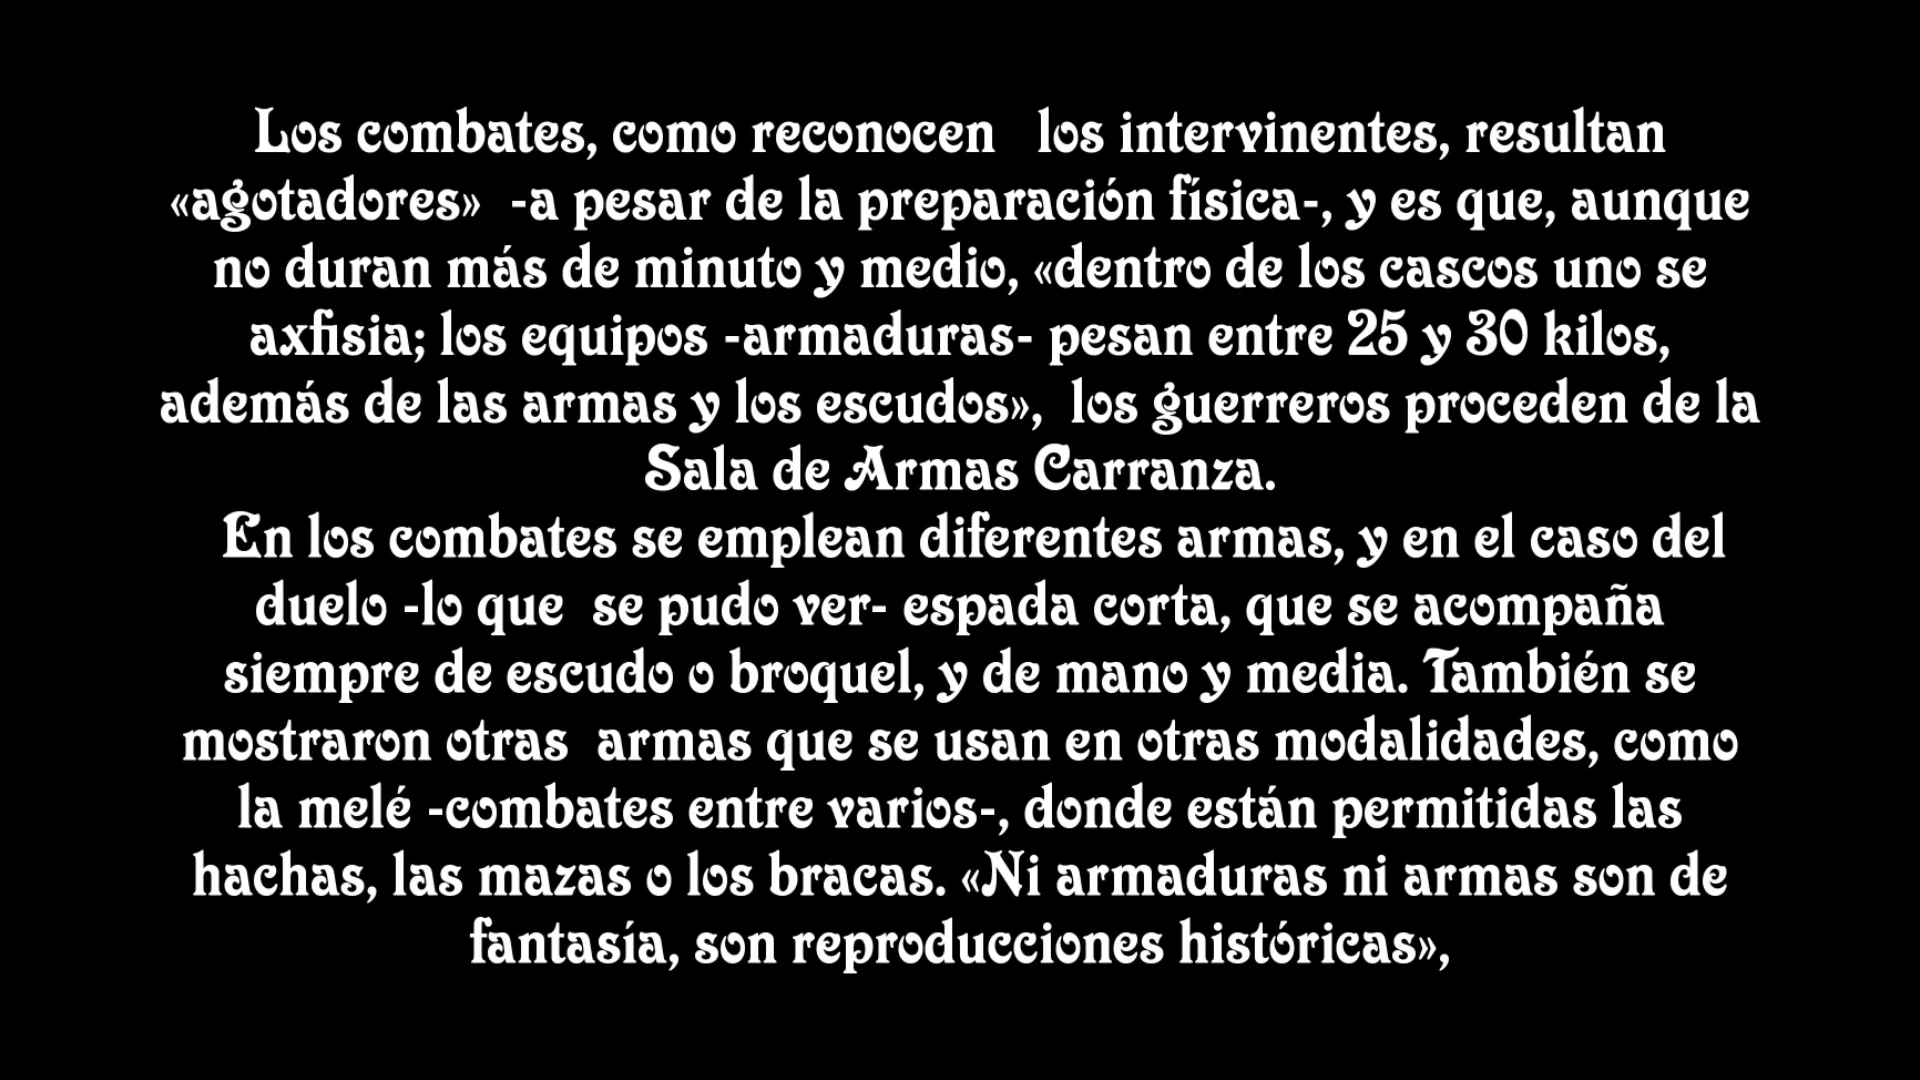 Los combates, como reconocen los intervinentes, resultan
«agotadores» -a pesar de la preparación física-, y es que, aunque
no duran más de minuto y medio, «dentro de los cascos uno se
axfisia; los equipos -armaduras- pesan entre 25 y 30 kilos,
además de las armas y los escudos», los guerreros proceden de la
Sala de Armas Carranza.
En los combates se emplean diferentes armas, y en el caso del
duelo -lo que se pudo ver- espada corta, que se acompaña
siempre de escudo o broquel, y de mano y media. También se
mostraron otras armas que se usan en otras modalidades, como
la melé -combates entre varios-, donde están permitidas las
hachas, las mazas o los bracas. «Ni armaduras ni armas son de
fantasía, son reproducciones históricas»,